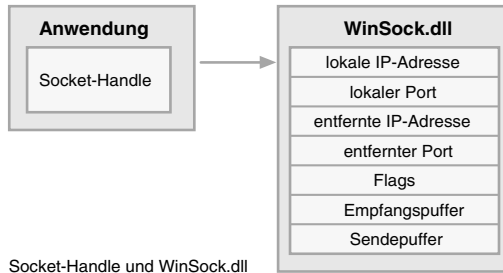 Anwendung
Socket-Handle
WinSock.dll
lokale IP-Adresse
lokaler Port
entfernte IP-Adresse
entfernter Port
Flags
Empfangspuffer
Sendepuffer
Socket-Handle und WinSock.dll